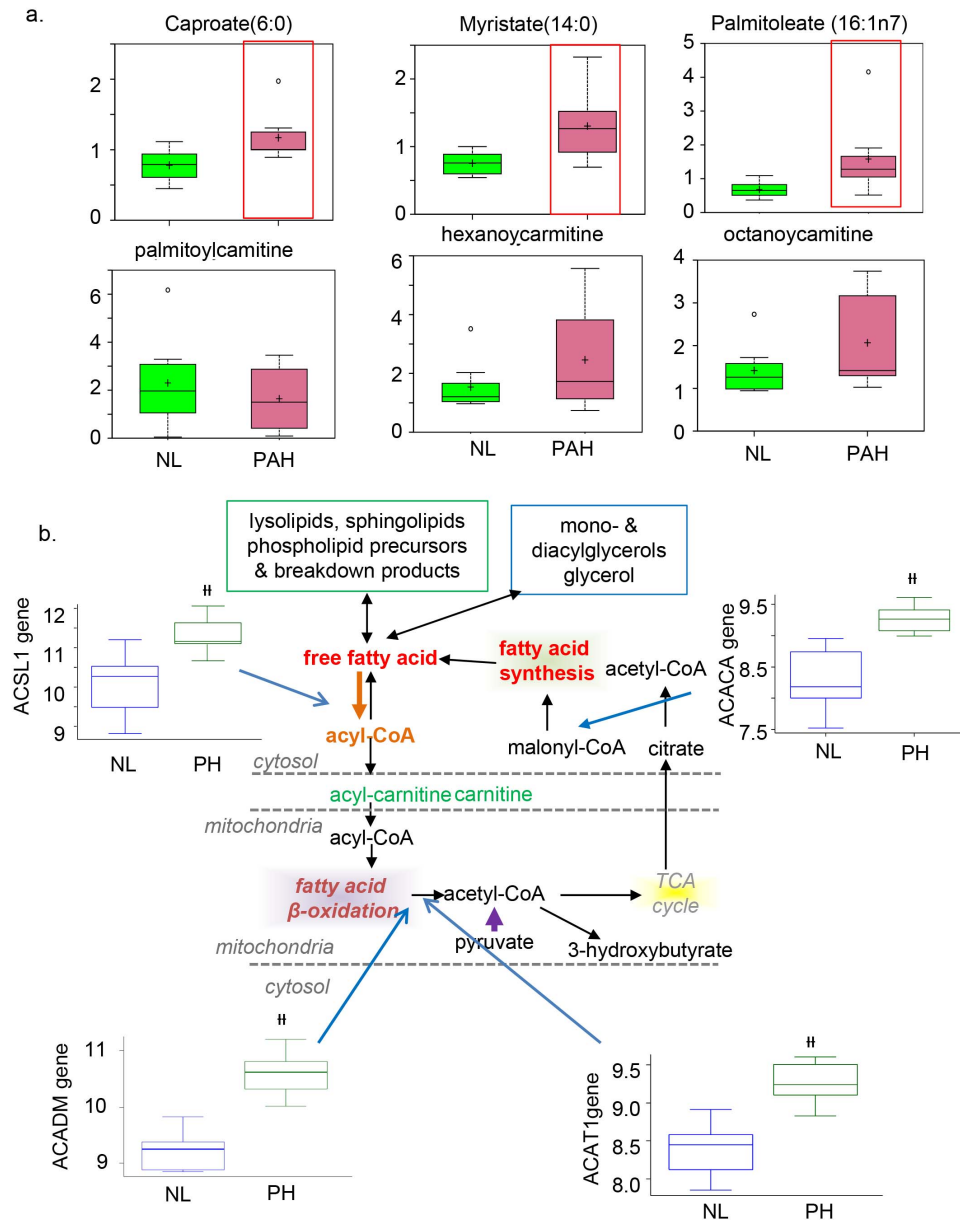 a.
Caproate(6:0)
Myristate(14:0)
Palmitoleate (16:1n7)
2
1
0
2
1
0
5
4
3
2
1
0
palmitoylcamitine
hexanoycarmitine
octanoycamitine
6
4
2
0
6
4
2
0
4
3
2
1
0
NL PAH
NL PAH
NL PAH
b.
lysolipids, sphingolipids
phospholipid precursors
& breakdown products
mono- &
diacylglycerols
glycerol
ACSL1 gene
12
11
10
9
ⵌ
NL PH
ACACA gene
9.5
8.5
7.5
ⵌ
NL PH
free fatty acid
fatty acid
synthesis
acetyl-CoA
acyl-CoA
malonyl-CoA
citrate
cytosol
acyl-carnitine carnitine
mitochondria
acyl-CoA
fatty acid
β-oxidation
acetyl-CoA
TCA
cycle
pyruvate
3-hydroxybutyrate
mitochondria
cytosol
ACADM gene
11
10
9
ⵌ
NL PH
ACAT1gene
9.5
9.0
8.5
8.0
ⵌ
NL PH